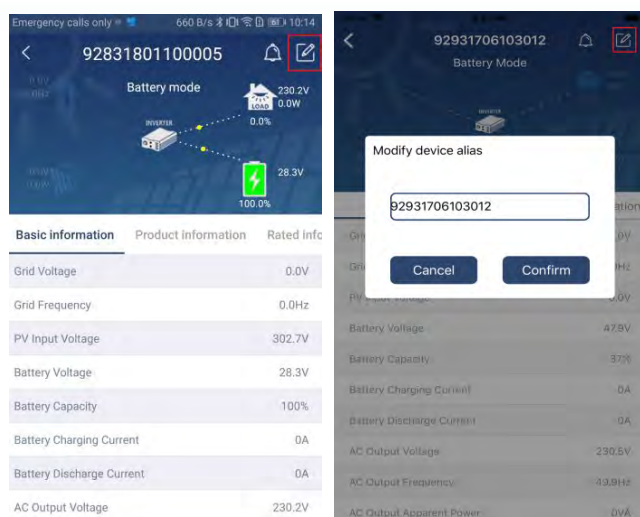 Emergency calls only
660 B/s
10:14
92831801100005
Battery mode
230.2V
LOAD
0.0W
INVERTER
0.0%
28.3V
100.0%
Basic information
Product information
Rated info
Grid Voltage 0.0V
Grid Frequency 0.0Hz
PV Input Voltage 302.7V
Battery Voltage 28.3V
Battery Capacity 100%
Battery Charging Current 0A
Battery Discharge Current 0A
AC Output Voltage 230.2V
92931706103012
Battery Mode
INVERTER
Modify device alias
92931706103012
Cancel
Confirm
Battery Voltage 47.9V
Battery Capacity 37%
Battery Charging Current 0A
Battery Discharge Current 0A
AC Output Voltage 230.5V
AC Output Frequency 49.9Hz
AC Output Apparent Power 0VA